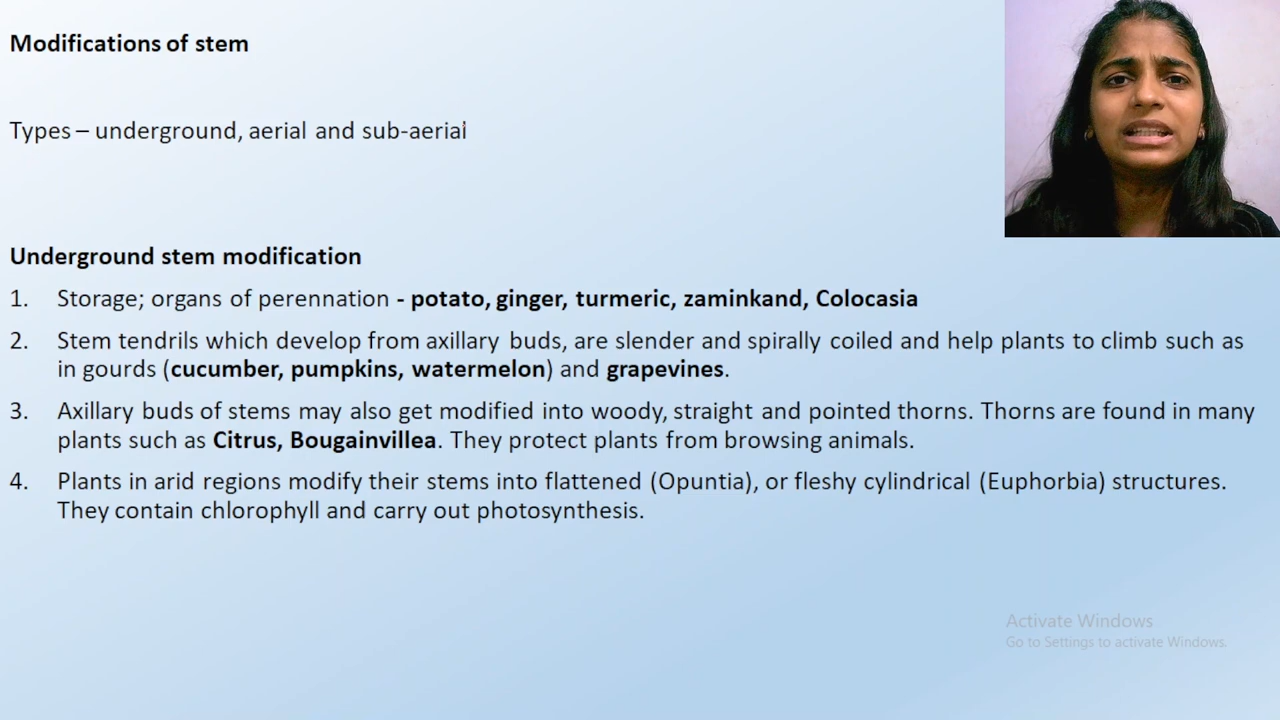 Modifications of stem
Types – underground, aerial and sub-aerial
Underground stem modification
1. Storage; organs of perennation - potato, ginger, turmeric, zaminkand, Colocasia
2. Stem tendrils which develop from axillary buds, are slender and spirally coiled and help plants to climb such as
in gourds (cucumber, pumpkins, watermelon) and grapevines.
3. Axillary buds of stems may also get modified into woody, straight and pointed thorns. Thorns are found in many
plants such as Citrus, Bougainvillea. They protect plants from browsing animals.
4. Plants in arid regions modify their stems into flattened (Opuntia), or fleshy cylindrical (Euphorbia) structures.
They contain chlorophyll and carry out photosynthesis.
Activate Windows
Go to Settings to activate Windows.